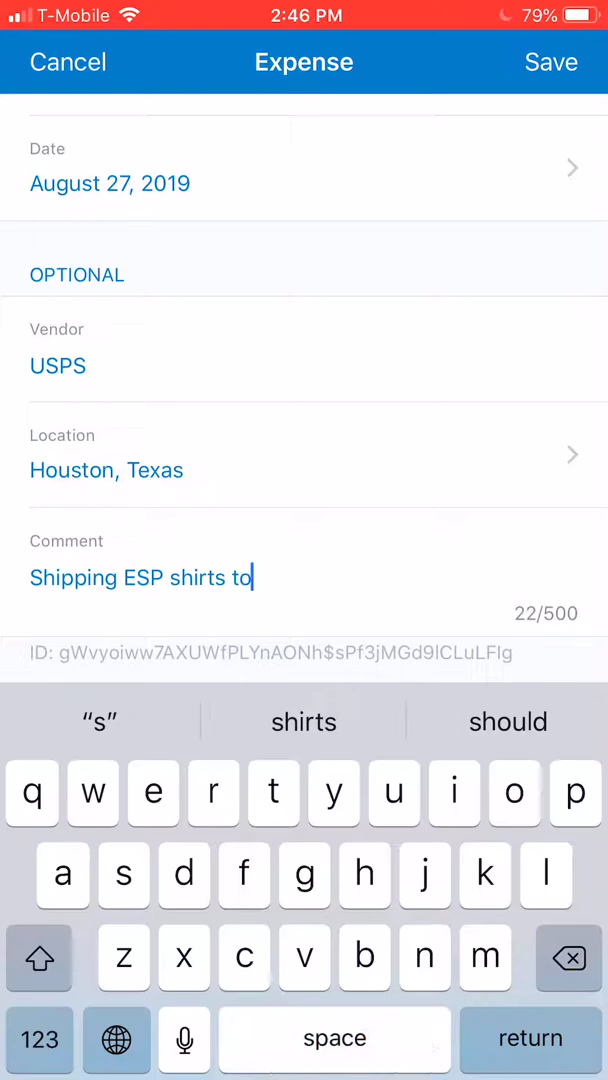 T-Mobile 2:46 PM 79%
Cancel Expense Save
Date
August 27, 2019
OPTIONAL
Vendor
USPS
Location
Houston, Texas
Comment
Shipping ESP shirts to
22/500
ID: gWvyoiww7AXUWfPLYnAONh$sPf3jMGd9lCLuLFIg
“s” shirts should
q w e r t y u i o p
a s d f g h j k l
z x c v b n m
123 space return